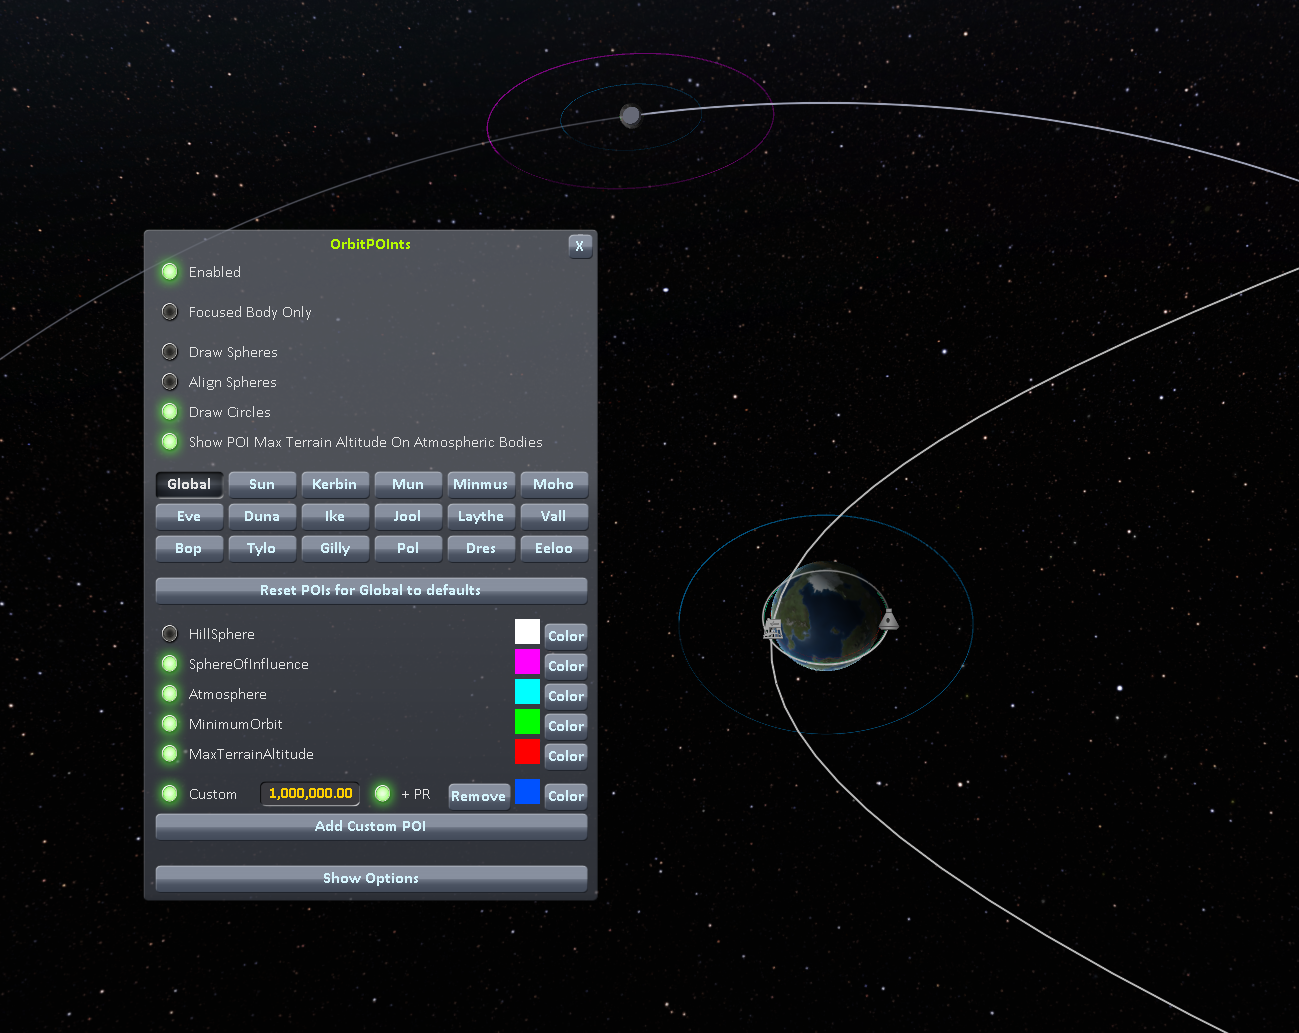 OrbitPOInts
X
Enabled
Focused Body Only
Draw Spheres
Align Spheres
Draw Circles
Show POI Max Terrain Altitude On Atmospheric Bodies
Global Sun Kerbin Mun Minmus Moho
Eve Duna Ike Jool Laythe Vall
Bop Tylo Gilly Pol Dres Eeloo
Reset POIs for Global to defaults
HillSphere Color
SphereOfInfluence Color
Atmosphere Color
MinimumOrbit Color
MaxTerrainAltitude Color
Custom 1,000,000.00 + PR Remove Color
Add Custom POI
Show Options